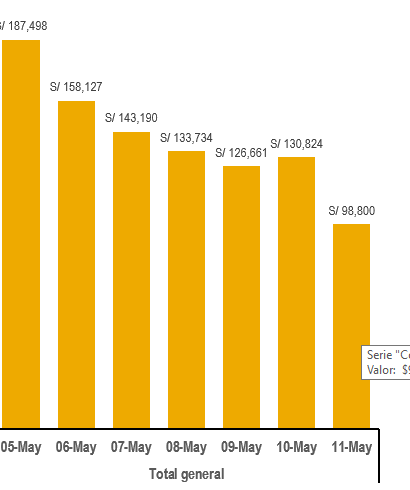 S/ 187,498
S/ 158,127
S/ 143,190
S/ 133,734
S/ 126,661
S/ 130,824
S/ 98,800
Serie
Valor:
05-May 06-May 07-May 08-May 09-May 10-May 11-May
Total general